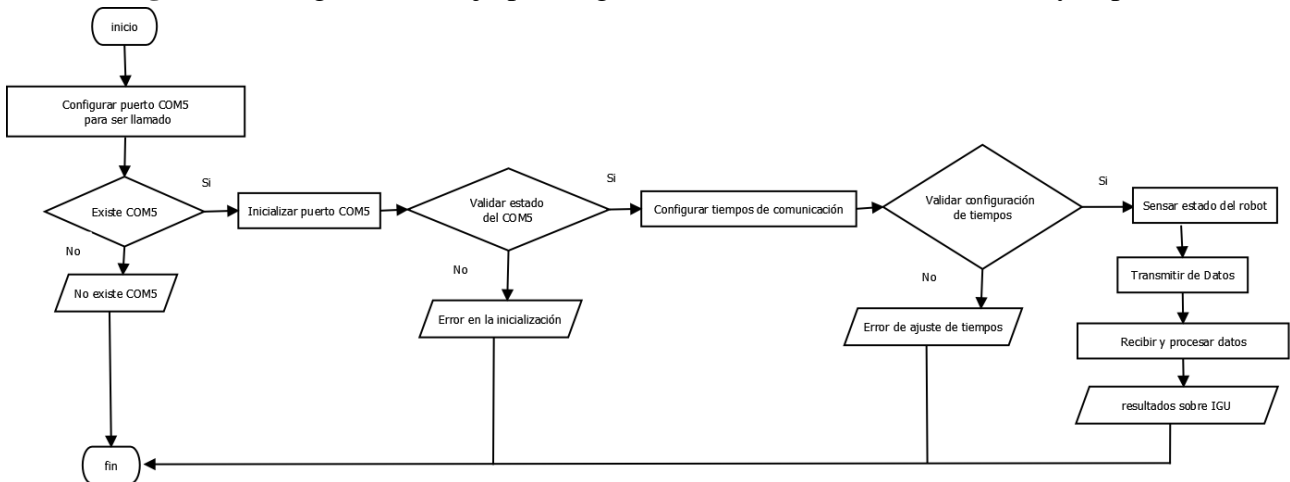 inicio
Configurar puerto COM5
para ser llamado
Existe COM5
Si
No
No existe COM5
Inicializar puerto COM5
Validar estado
del COM5
Si
No
Error en la inicialización
Configurar tiempos de comunicación
Validar configuración
de tiempos
Si
No
Error de ajuste de tiempos
Sensar estado del robot
Transmitir de Datos
Recibir y procesar datos
resultados sobre IGU
fin